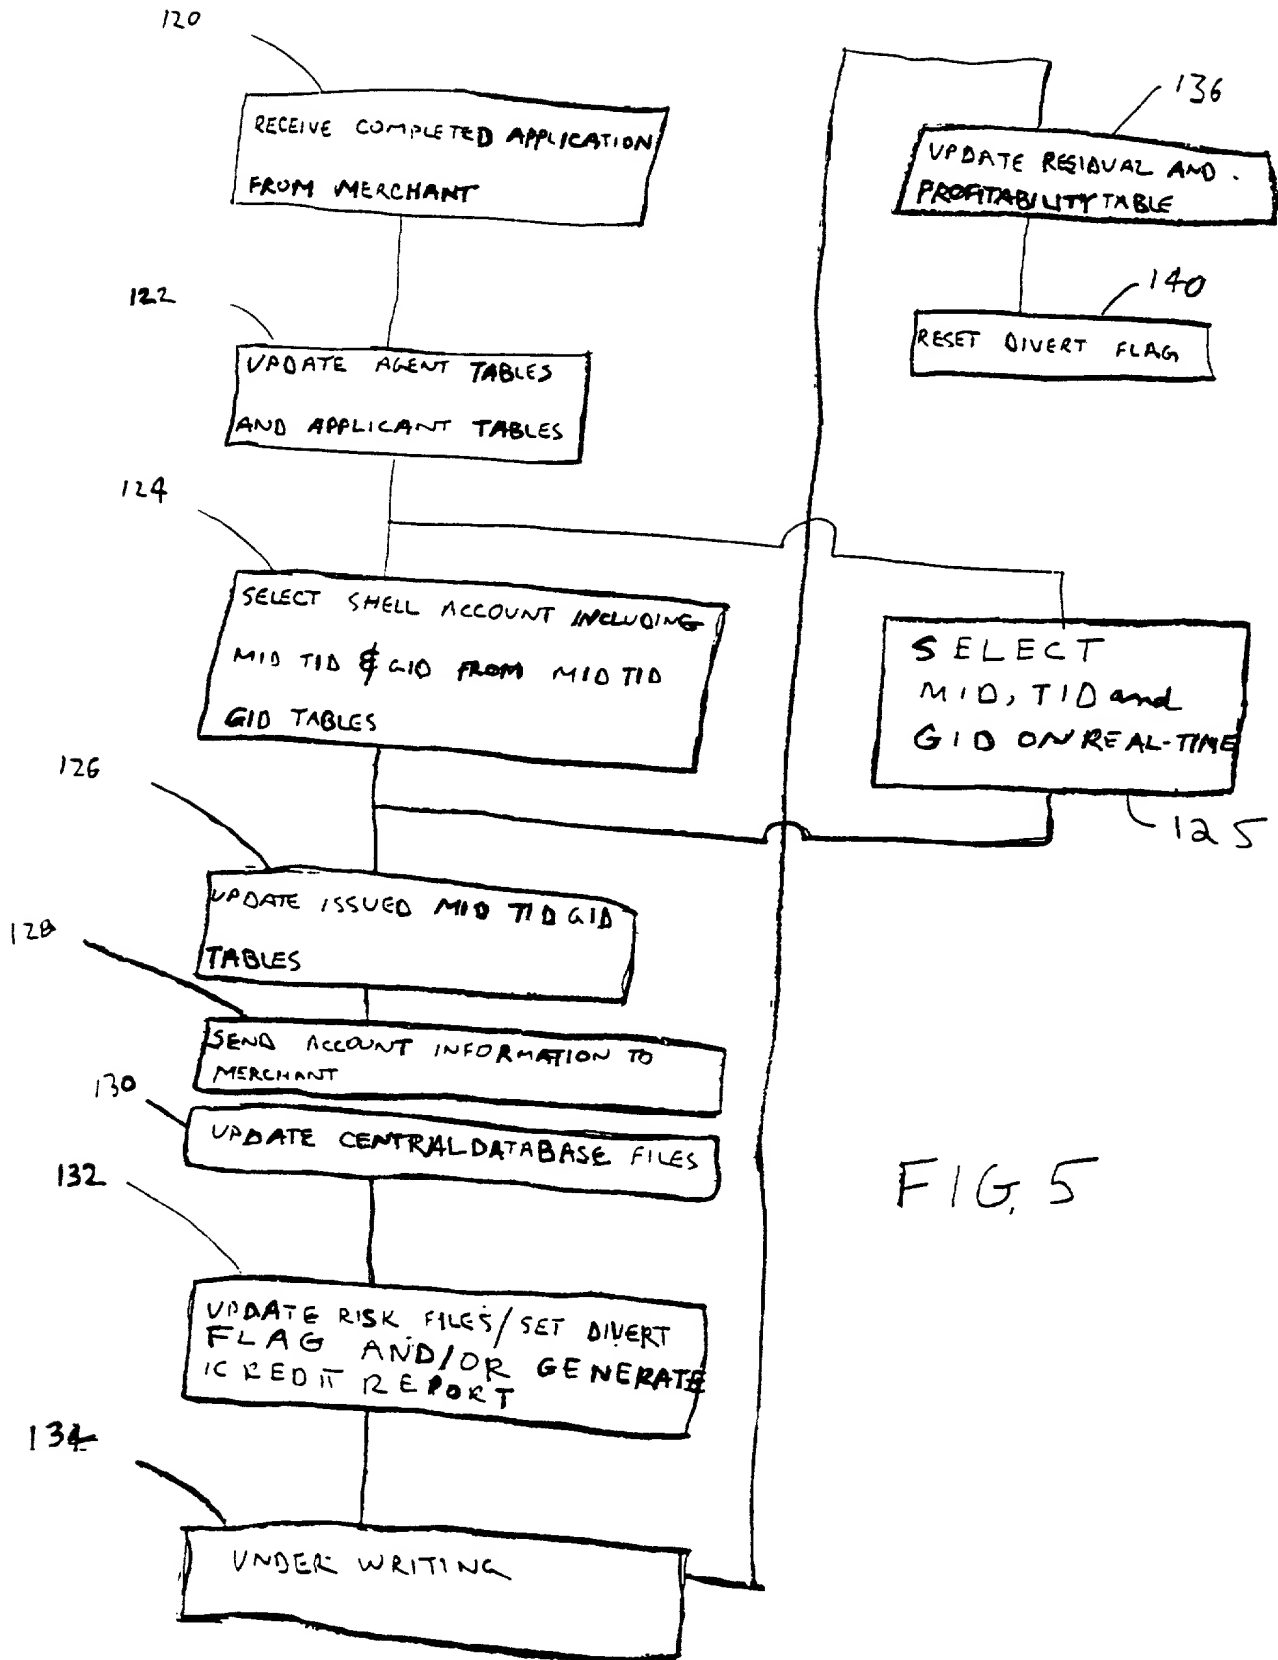 120
RECEIVE COMPLETED APPLICATION
FROM MERCHANT
122
UPDATE AGENT TABLES
AND APPLICANT TABLES
124
SELECT SHELL ACCOUNT INCLUDING
MID TID & GID FROM MID TID
GID TABLES
126
UPDATE ISSUED MID TID GID
TABLES
128
SEND ACCOUNT INFORMATION TO
MERCHANT
130
UPDATE CENTRAL DATABASE FILES
132
UPDATE RISK FILES/SET DIVERT
FLAG AND/OR GENERATE
CREDIT REPORT
134
UNDER WRITING
136
UPDATE RESIDUAL AND
PROFITABILITY TABLE
140
RESET DIVERT FLAG
SELECT
MID, TID and
GID ON REAL-TIME
125
FIG. 5